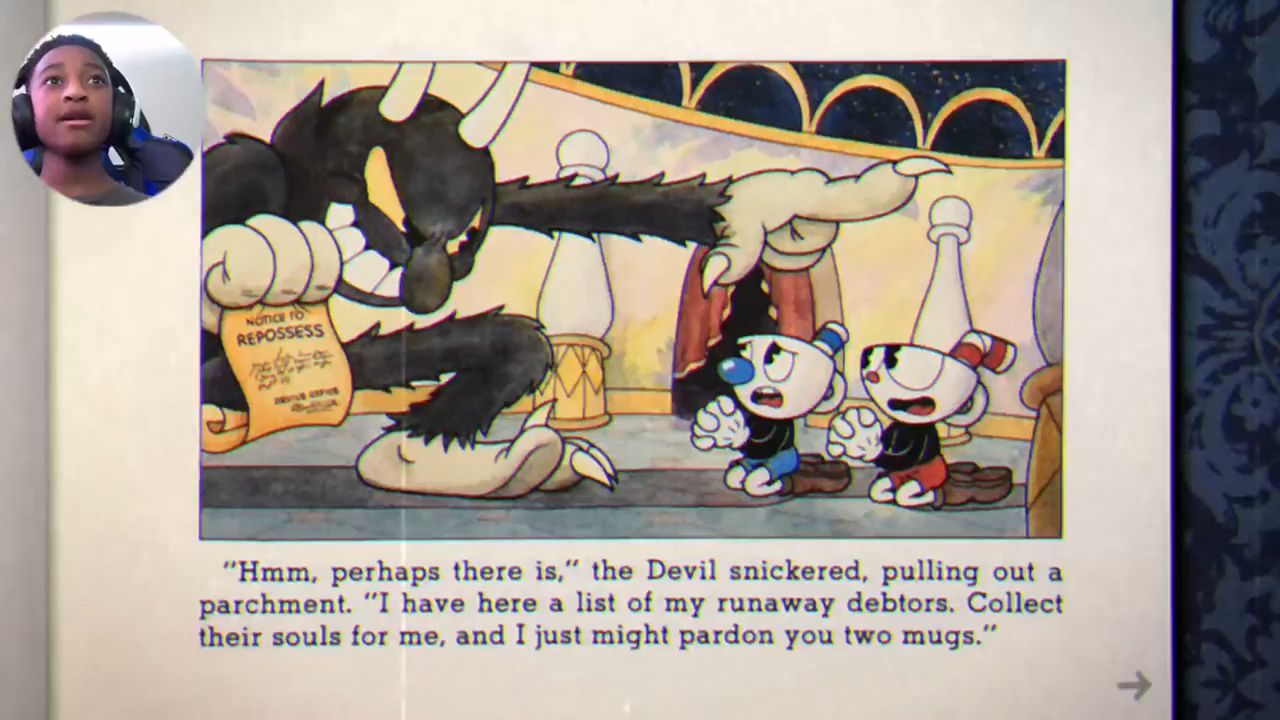 NOTICE TO
REPOSSESS
"Hmm, perhaps there is," the Devil snickered, pulling out a
parchment. "I have here a list of my runaway debtors. Collect
their souls for me, and I just might pardon you two mugs."